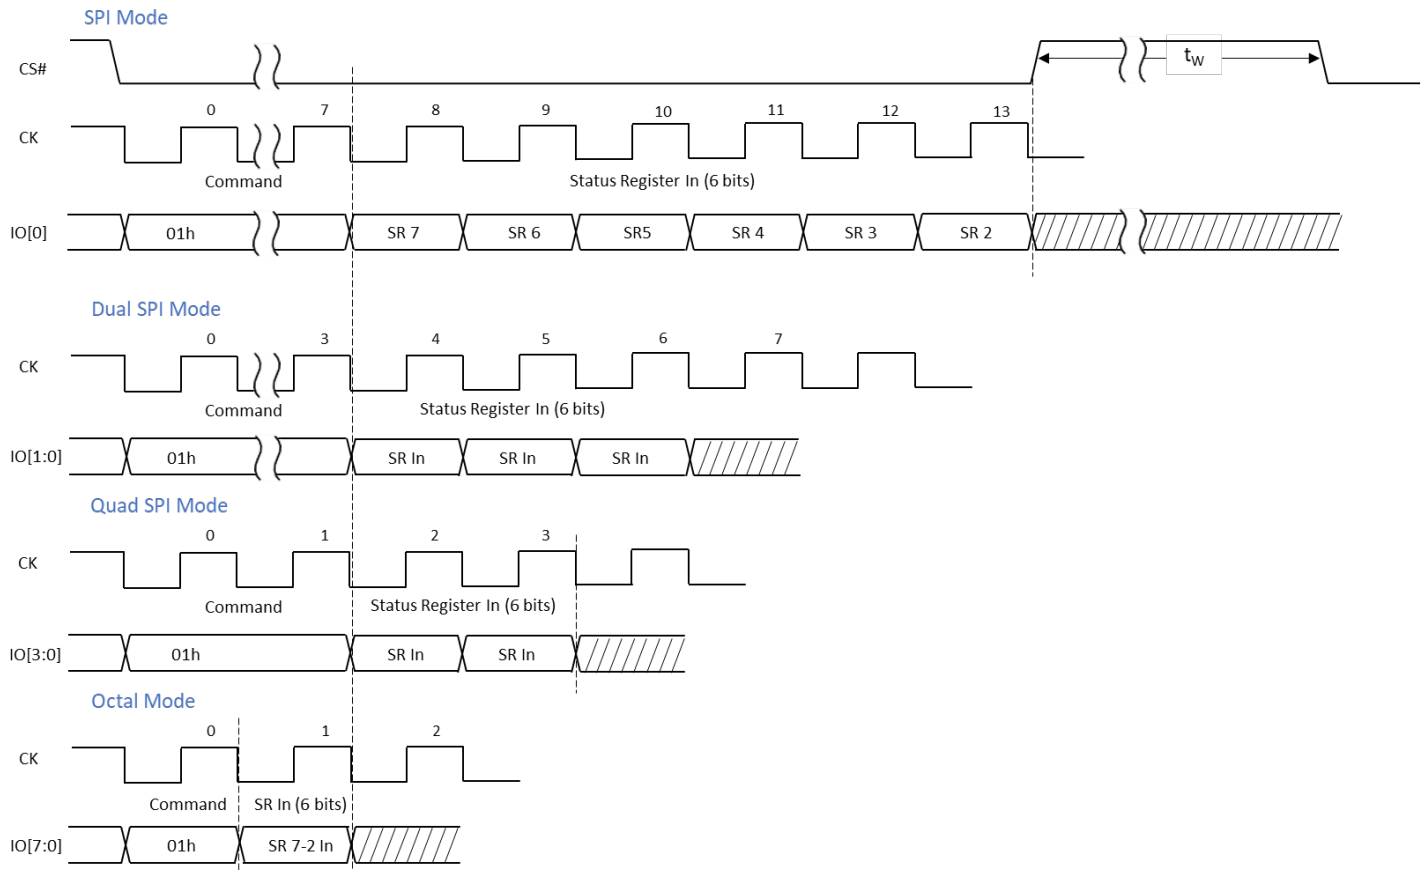 SPI Mode
CS#
tW
0 7 8 9 10 11 12 13
CK
Command Status Register In (6 bits)
IO[0] 01h SR 7 SR 6 SR5 SR 4 SR 3 SR 2
Dual SPI Mode
0 3 4 5 6 7
CK
Command Status Register In (6 bits)
IO[1:0] 01h SR In SR In SR In
Quad SPI Mode
0 1 2 3
CK
Command Status Register In (6 bits)
IO[3:0] 01h SR In SR In
Octal Mode
0 1 2
CK
Command SR In (6 bits)
IO[7:0] 01h SR 7-2 In